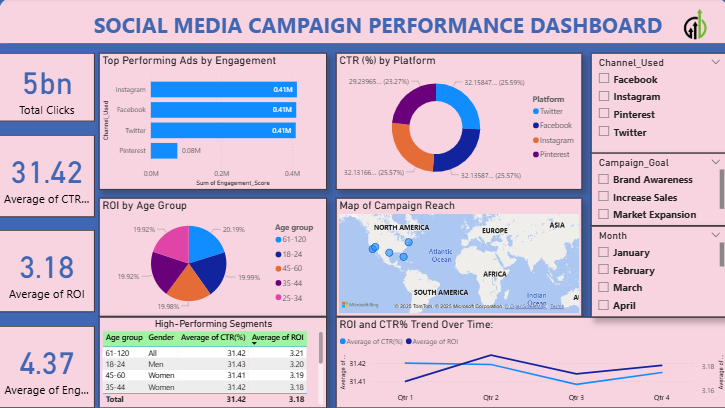 SOCIAL MEDIA CAMPAIGN PERFORMANCE DASHBOARD
5bn
Total Clicks
31.42
Average of CTR...
3.18
Average of ROI
4.37
Average of Eng...
Top Performing Ads by Engagement
Channel_Used
Instagram
0.41M
Facebook
0.41M
Twitter
0.41M
Pinterest
0.08M
0.0M
0.2M
0.4M
Sum of Engagement_Score
CTR (%) by Platform
29.23965... (23.27%)
32.15847... (25.59%)
32.13166... (25.57%)
32.13587... (25.57%)
Platform
Twitter
Facebook
Instagram
Pinterest
Channel_Used
Facebook
Instagram
Pinterest
Twitter
Campaign_Goal
Brand Awareness
Increase Sales
Market Expansion
Month
January
February
March
April
ROI by Age Group
19.92%
20.19%
19.92%
19.99%
19.98%
Age group
61-120
18-24
45-60
35-44
25-34
Map of Campaign Reach
NORTH AMERICA
EUROPE
ASIA
Atlantic
Ocean
AFRICA
SOUTH AMERICA
Indian
Ocean
Microsoft Bing
© 2025 TomTom, © 2025 Microsoft Corporation, © OpenStreetMap Terms
High-Performing Segments
Age group Gender Average of CTR(%) Average of ROI
61-120 All 31.42 3.21
18-24 Men 31.43 3.20
45-60 Women 31.41 3.19
35-44 Women 31.42 3.18
Total 31.42 3.18
ROI and CTR% Trend Over Time:
Average of CTR(%) Average of ROI
Average of ...
31.42
31.41
Qtr 1
Qtr 2
Qtr 3
Qtr 4
3.18
3.16
Average of ...